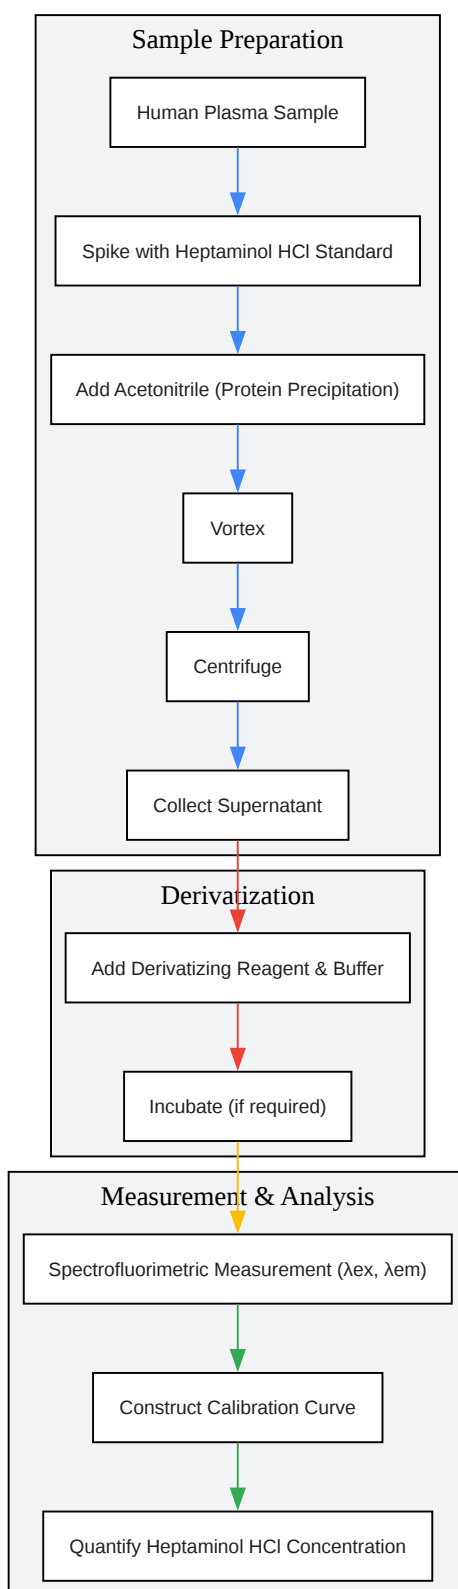 Sample Preparation
Human Plasma Sample
Spike with Heptaminol HCl Standard
Add Acetonitrile (Protein Precipitation)
Vortex
Centrifuge
Collect Supernatant
Derivatization
Add Derivatizing Reagent & Buffer
Incubate (if required)
Measurement & Analysis
Spectrofluorimetric Measurement (λex, λem)
Construct Calibration Curve
Quantify Heptaminol HCl Concentration